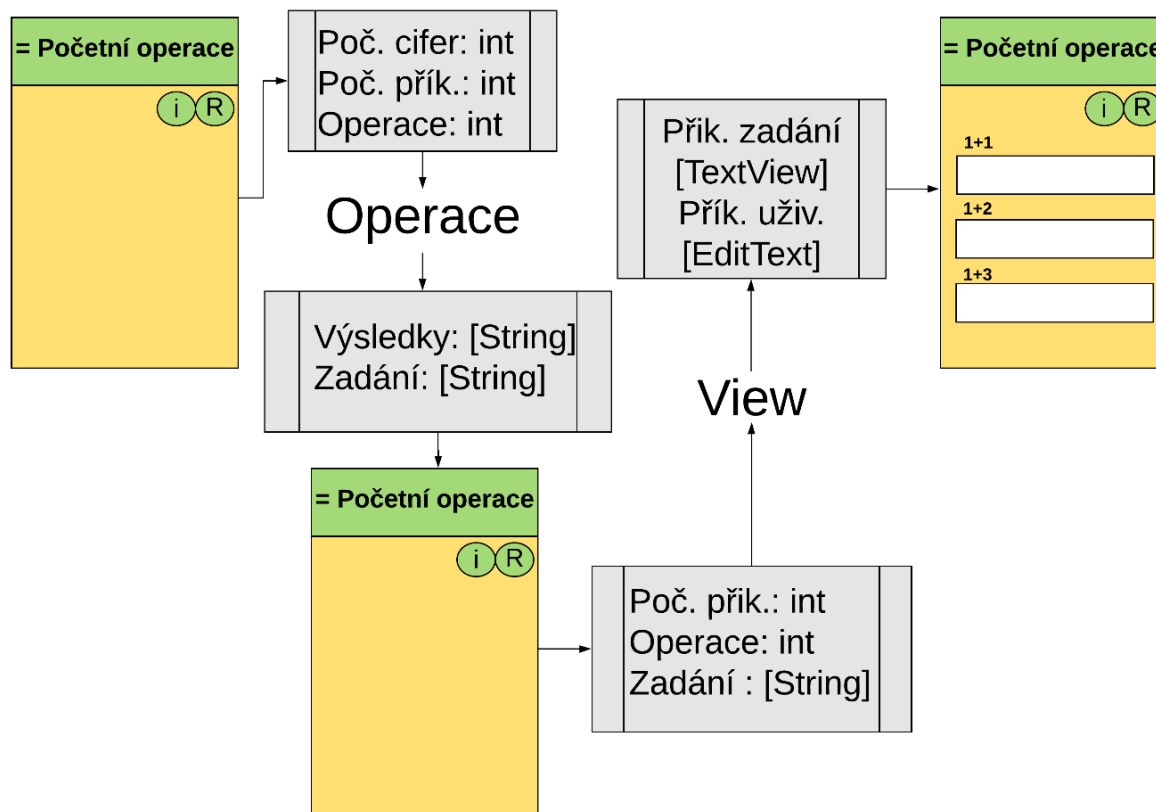 = Početní operace
i R
Poč. cifer: int
Poč. přík.: int
Operace: int
Operace
Výsledky: [String]
Zadání: [String]
= Početní operace
i R
Poč. přik.: int
Operace: int
Zadání : [String]
View
Přik. zadání
[TextView]
Přík. uživ.
[EditText]
= Početní operace
i R
1+1
1+2
1+3